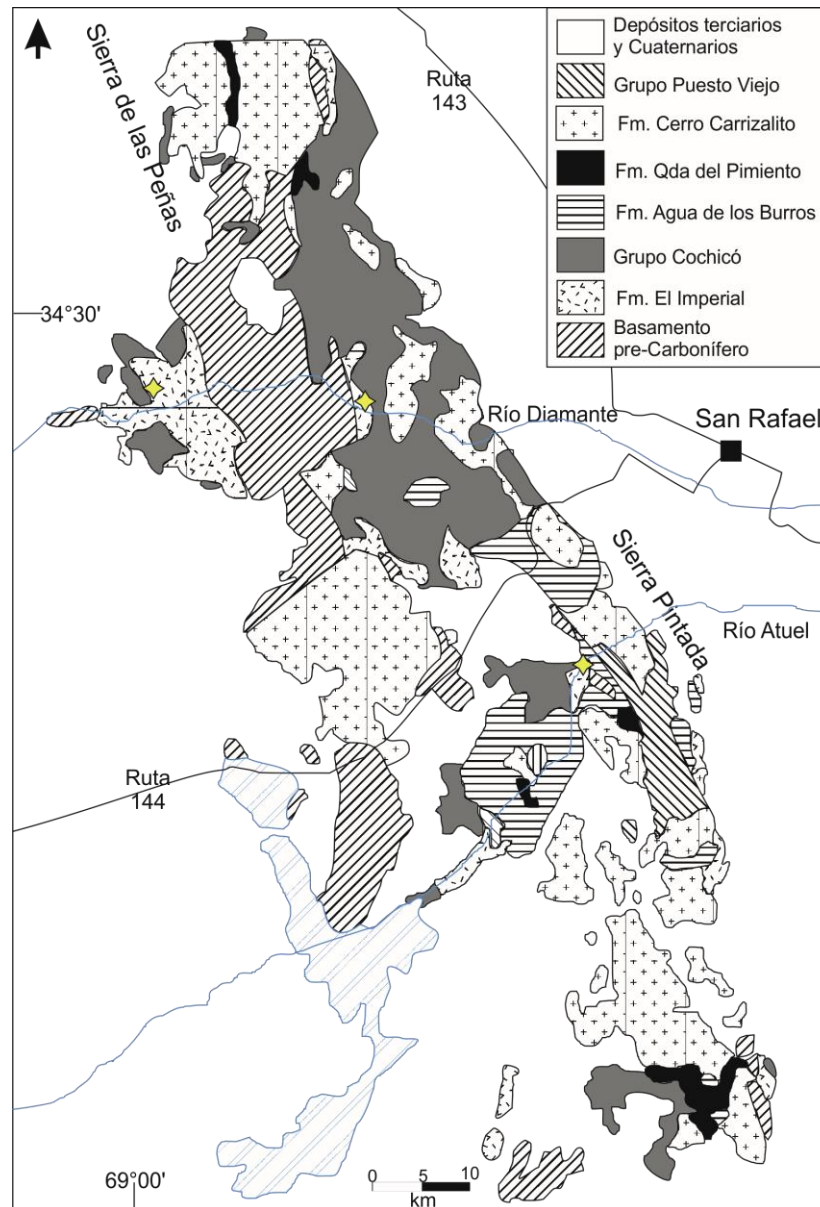 Sierra de las Peñas
Ruta
143
Depósitos terciarios
y Cuaternarios
Grupo Puesto Viejo
Fm. Cerro Carrizalito
Fm. Qda del Pimiento
Fm. Agua de los Burros
Grupo Cochicó
Fm. El Imperial
Basamento
pre-Carbonífero
34°30'
Río Diamante
San Rafael
Sierra Pintada
Río Atuel
Ruta
144
69°00'
0 5 10
km